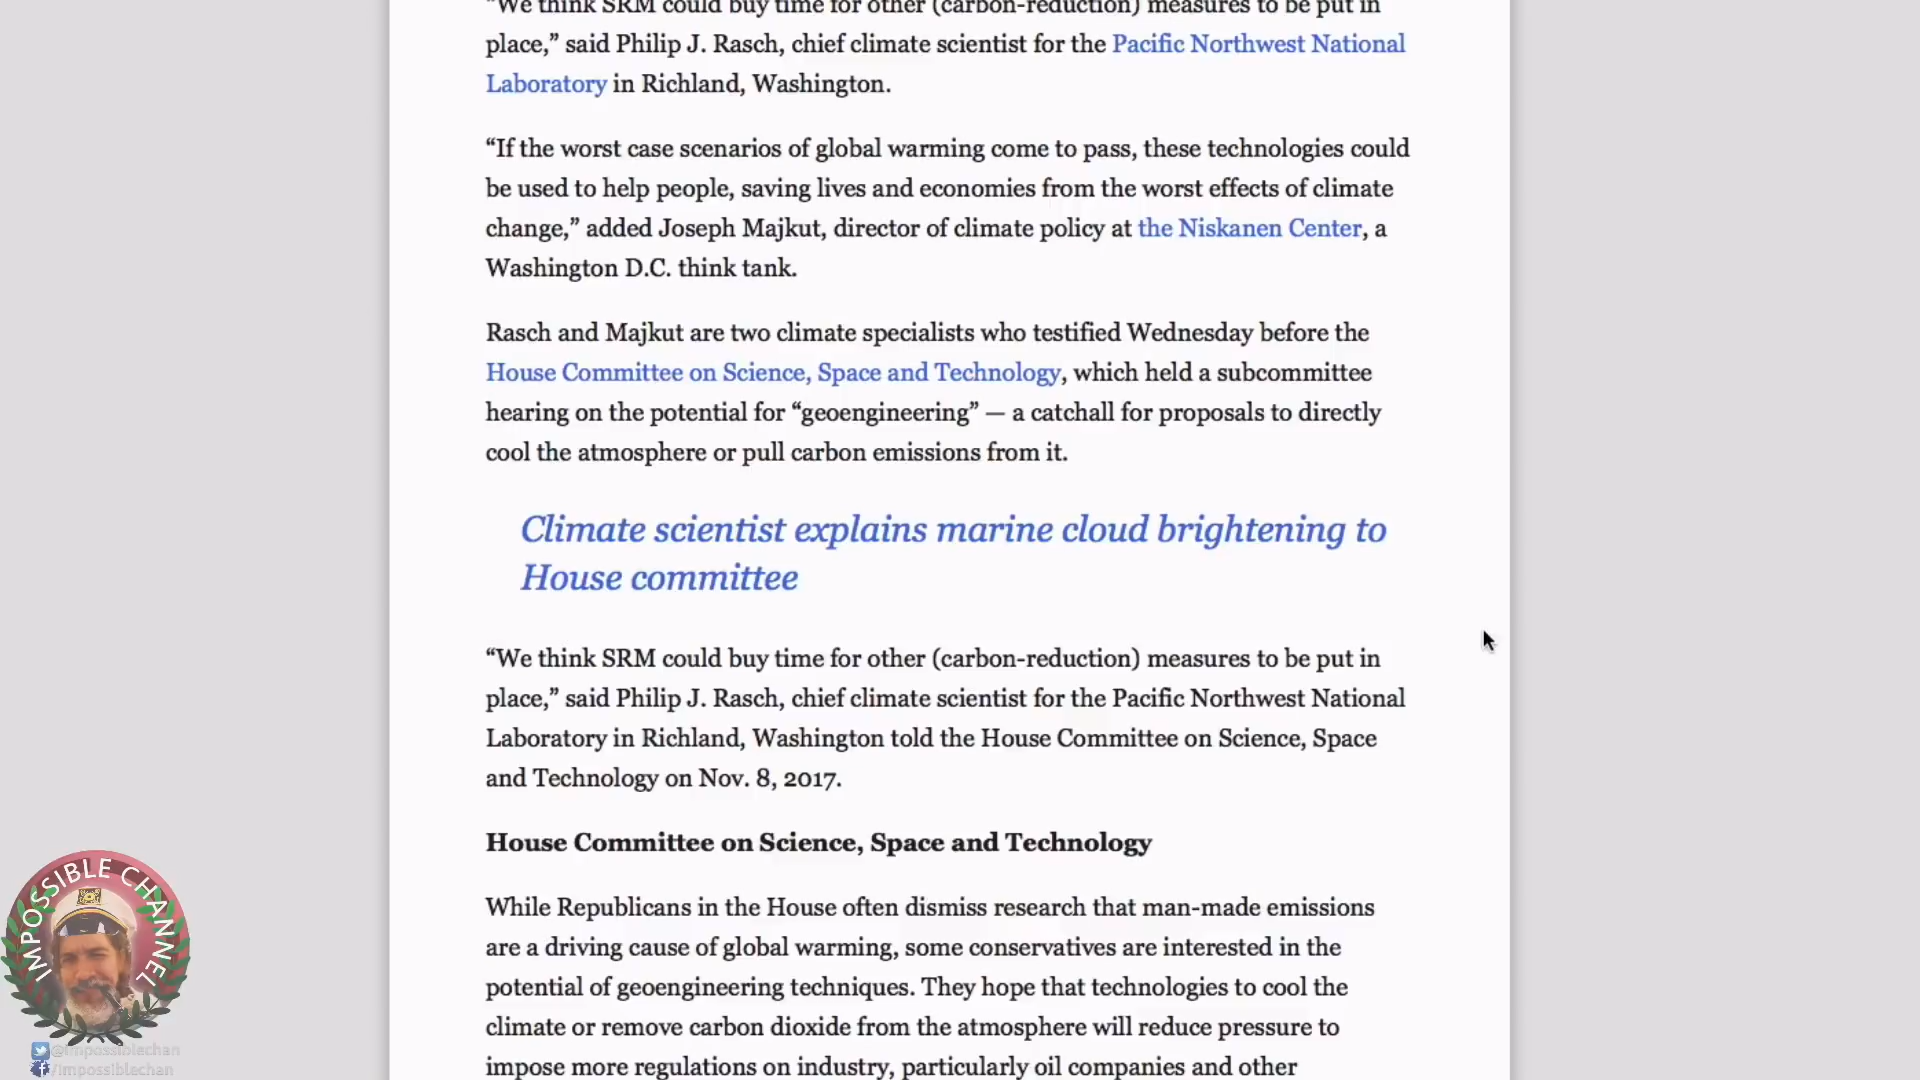 “We think SRM could buy time for other (carbon-reduction) measures to be put in
place,” said Philip J. Rasch, chief climate scientist for the Pacific Northwest National
Laboratory in Richland, Washington.
“If the worst case scenarios of global warming come to pass, these technologies could
be used to help people, saving lives and economies from the worst effects of climate
change,” added Joseph Majkut, director of climate policy at the Niskanen Center, a
Washington D.C. think tank.
Rasch and Majkut are two climate specialists who testified Wednesday before the
House Committee on Science, Space and Technology, which held a subcommittee
hearing on the potential for “geoengineering” — a catchall for proposals to directly
cool the atmosphere or pull carbon emissions from it.
Climate scientist explains marine cloud brightening to
House committee
“We think SRM could buy time for other (carbon-reduction) measures to be put in
place,” said Philip J. Rasch, chief climate scientist for the Pacific Northwest National
Laboratory in Richland, Washington told the House Committee on Science, Space
and Technology on Nov. 8, 2017.
House Committee on Science, Space and Technology
While Republicans in the House often dismiss research that man-made emissions
are a driving cause of global warming, some conservatives are interested in the
potential of geoengineering techniques. They hope that technologies to cool the
climate or remove carbon dioxide from the atmosphere will reduce pressure to
impose more regulations on industry, particularly oil companies and other
IMPOSSIBLE CHANNEL
@impossiblechan
/impossiblechan